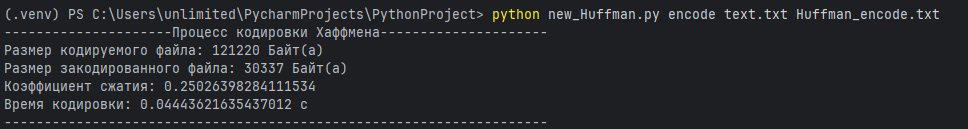 (.venv) PS C:\Users\unlimited\PycharmProjects\PythonProject> python new_Huffman.py encode text.txt Huffman_encode.txt
---------------------Процесс кодировки Хаффмена---------------------
Размер кодируемого файла: 121220 Байт(а)
Размер закодированного файла: 30337 Байт(а)
Коэффициент сжатия: 0.25026398284111534
Время кодировки: 0.04443621635437012 с
--------------------------------------------------------------------